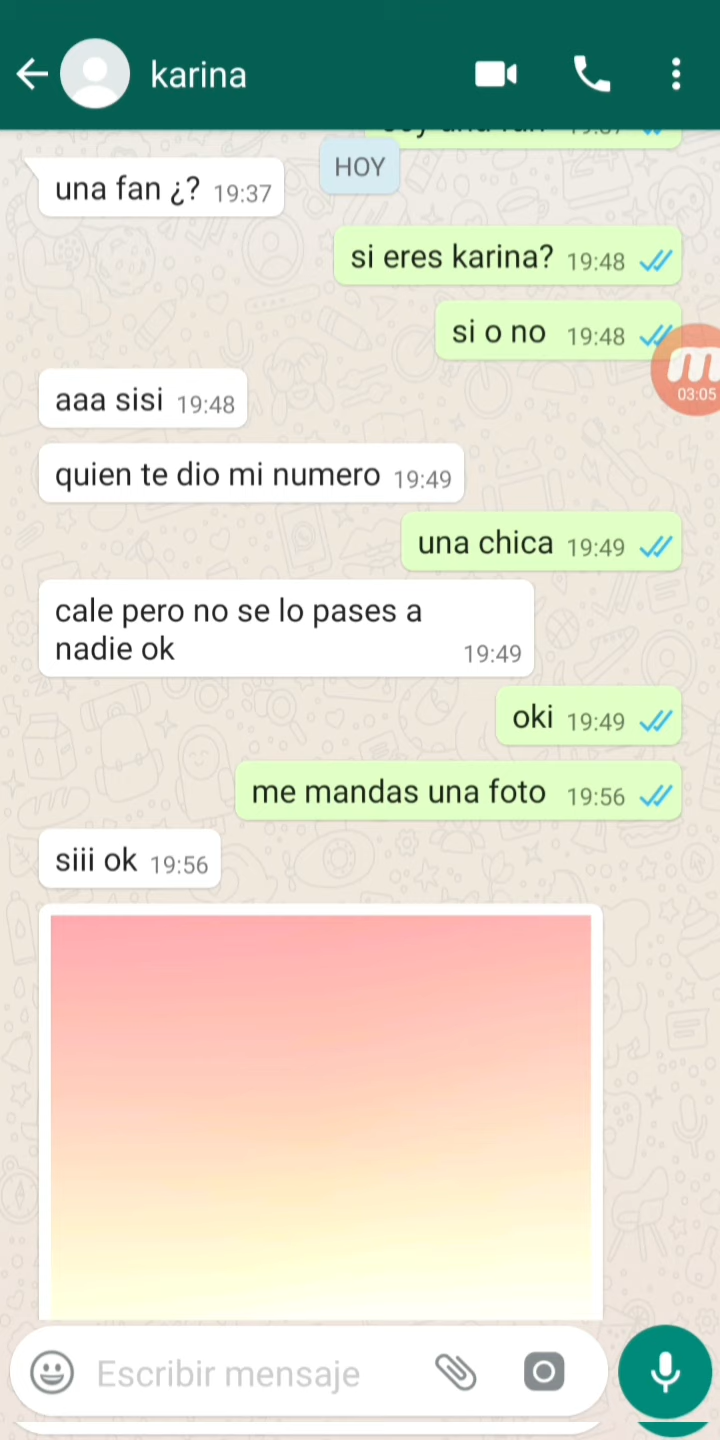 karina
HOY
una fan ¿? 19:37
si eres karina? 19:48
si o no 19:48
03:05
aaa sisi 19:48
quien te dio mi numero 19:49
una chica 19:49
cale pero no se lo pases a
nadie ok 19:49
oki 19:49
me mandas una foto 19:56
siii ok 19:56
Escribir mensaje